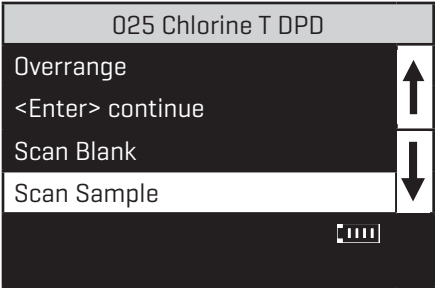 025 Chlorine T DPD
Overrange
<Enter> continue
Scan Blank
Scan Sample